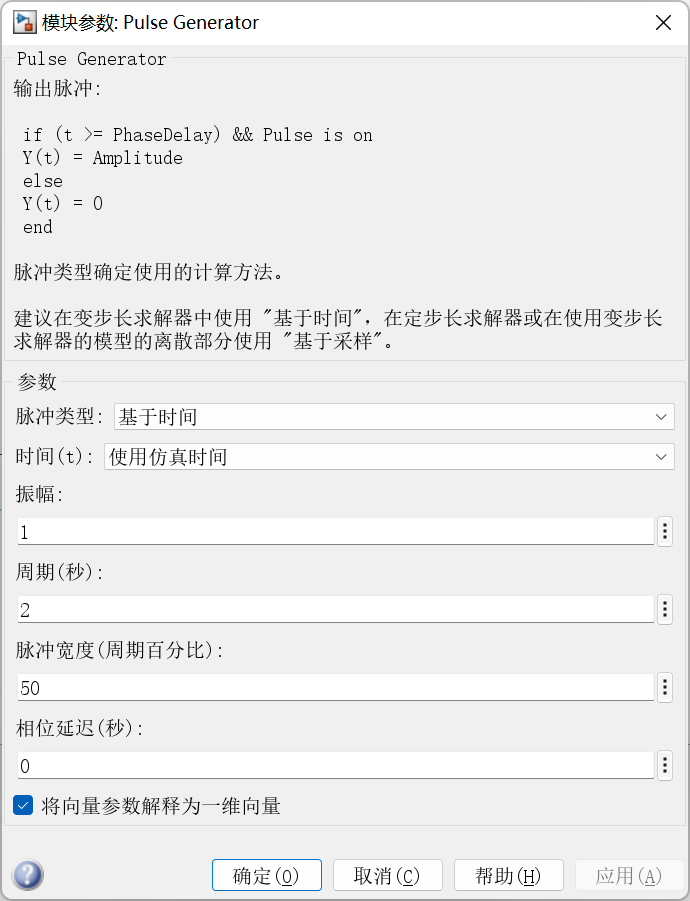 模块参数: Pulse Generator
Pulse Generator
输出脉冲:
if (t >= PhaseDelay) && Pulse is on
Y(t) = Amplitude
else
Y(t) = 0
end
脉冲类型确定使用的计算方法。
建议在变步长求解器中使用 "基于时间"，在定步长求解器或在使用变步长
求解器的模型的离散部分使用 "基于采样"。
参数
脉冲类型: 基于时间
时间(t): 使用仿真时间
振幅:
1
周期(秒):
2
脉冲宽度(周期百分比):
50
相位延迟(秒):
0
将向量参数解释为一维向量
确定(O) 取消(C) 帮助(H) 应用(A)